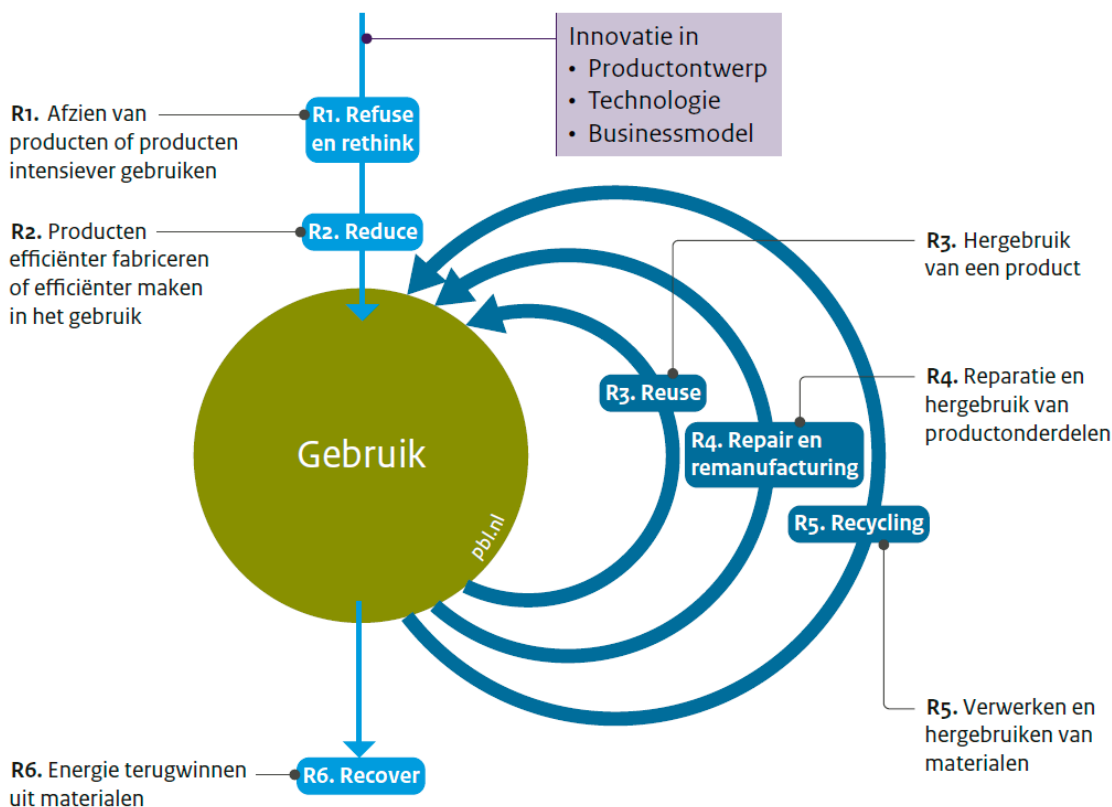 Innovatie in
• Productontwerp
• Technologie
• Businessmodel
R1. Afzien van
producten of producten
intensiever gebruiken
R1. Refuse
en rethink
R2. Producten
efficiënter fabriceren
of efficiënter maken
in het gebruik
R2. Reduce
R3. Hergebruik
van een product
R3. Reuse
R4. Reparatie en
hergebruik van
productonderdelen
R4. Repair en
remanufacturing
Gebruik
pbl.nl
R5. Recycling
R5. Verwerken en
hergebruiken van
materialen
R6. Energie terugwinnen
uit materialen
R6. Recover